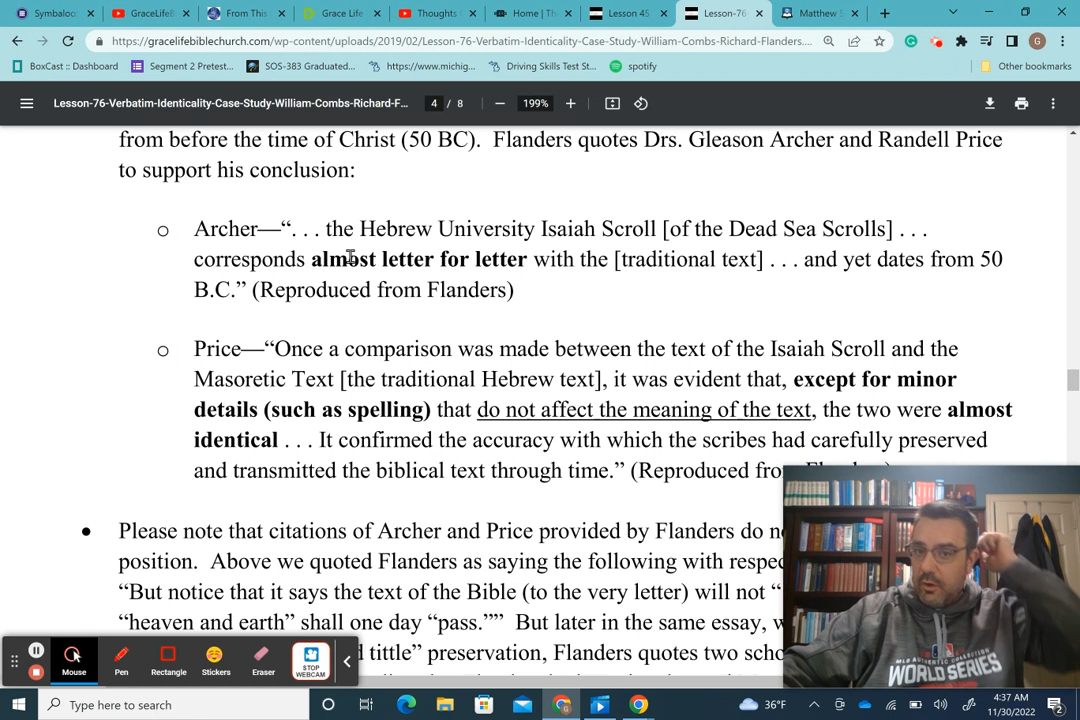 Symbaloo
GraceLifeB
From This
Grace Life
Thoughts
Home | Th
Lesson 45
Lesson-76-
Matthew 5
https://gracelifebiblechurch.com/wp-content/uploads/2019/02/Lesson-76-Verbatim-Identicality-Case-Study-William-Combs-Richard-Flanders....
BoxCast :: Dashboard
Segment 2 Pretest...
SOS-383 Graduated...
https://www.michig...
Driving Skills Test St...
spotify
Other bookmarks
Lesson-76-Verbatim-Identicality-Case-Study-William-Combs-Richard-F...
4 / 8
199%
from before the time of Christ (50 BC). Flanders quotes Drs. Gleason Archer and Randell Price
to support his conclusion:
o Archer—“. . . the Hebrew University Isaiah Scroll [of the Dead Sea Scrolls] . . .
corresponds almost letter for letter with the [traditional text] . . . and yet dates from 50
B.C.” (Reproduced from Flanders)
o Price—“Once a comparison was made between the text of the Isaiah Scroll and the
Masoretic Text [the traditional Hebrew text], it was evident that, except for minor
details (such as spelling) that do not affect the meaning of the text, the two were almost
identical . . . It confirmed the accuracy with which the scribes had carefully preserved
and transmitted the biblical text through time.” (Reproduced
• Please note that citations of Archer and Price provided by Flanders do
position. Above we quoted Flanders as saying the following with
“But notice that it says the text of the Bible (to the very letter) will not “
“heaven and earth” shall one day “pass.”” But later in the same essay,
tittle” preservation, Flanders quotes two
Mouse
Pen
Rectangle
Stickers
Eraser
STOP
WEBCAM
MLB AUTHENTIC COLLECTION
WORLD SERIES
Type here to search
36°F
4:37 AM
11/30/2022
2